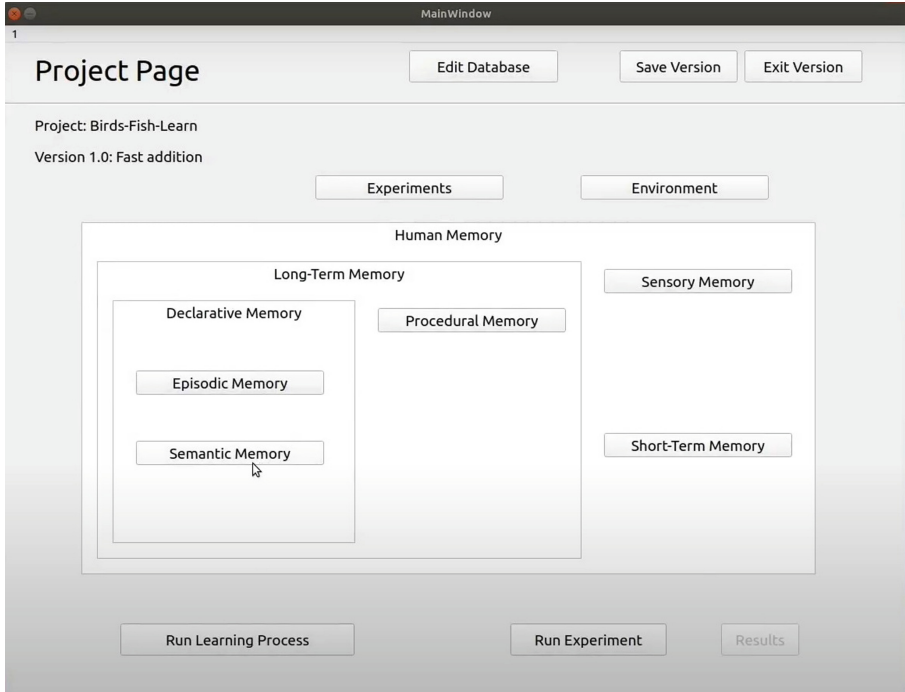 MainWindow
1
Project Page
Edit Database
Save Version
Exit Version
Project: Birds-Fish-Learn
Version 1.0: Fast addition
Experiments
Environment
Human Memory
Long-Term Memory
Sensory Memory
Declarative Memory
Procedural Memory
Episodic Memory
Semantic Memory
Short-Term Memory
Run Learning Process
Run Experiment
Results